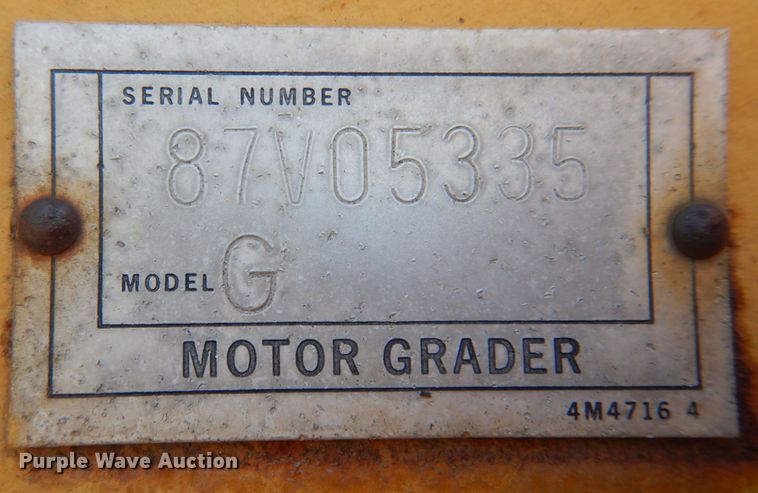 SERIAL NUMBER
87V05335
MODEL G
MOTOR GRADER
4M4716 4
Purple Wave Auction